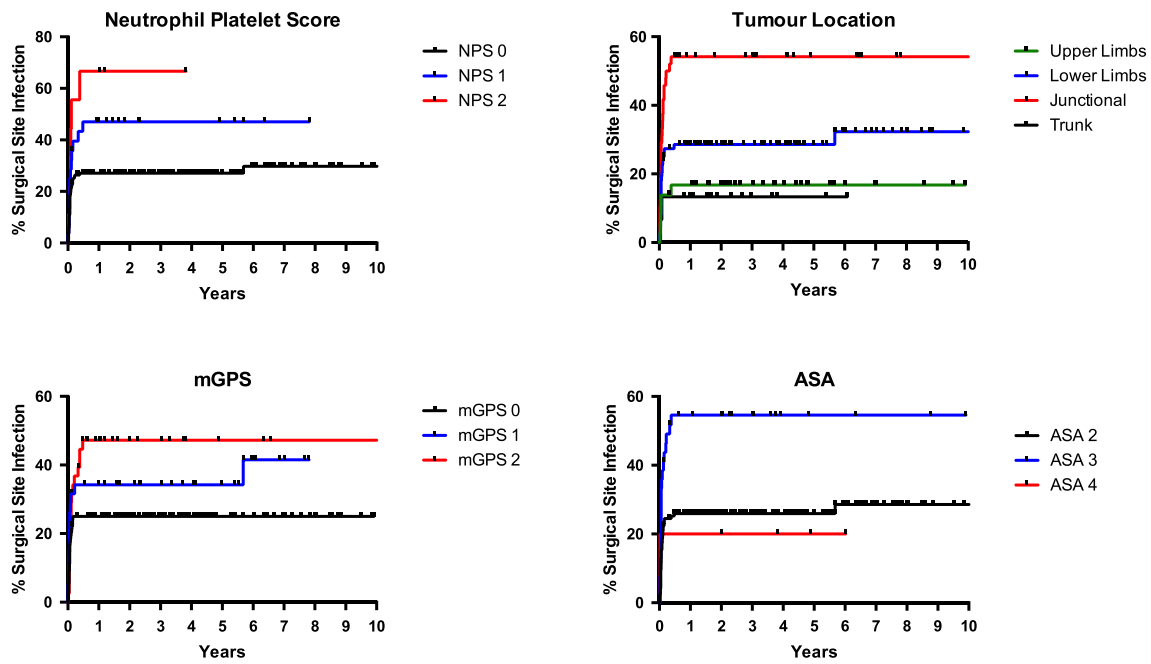 Neutrophil Platelet Score
% Surgical Site Infection
80
60
40
20
0
0 1 2 3 4 5 6 7 8 9 10
Years
NPS 0
NPS 1
NPS 2
Tumour Location
% Surgical Site Infection
60
40
20
0
0 1 2 3 4 5 6 7 8 9 10
Years
Upper Limbs
Lower Limbs
Junctional
Trunk
mGPS
% Surgical Site Infection
60
40
20
0
0 1 2 3 4 5 6 7 8 9 10
Years
mGPS 0
mGPS 1
mGPS 2
ASA
% Surgical Site Infection
60
40
20
0
0 1 2 3 4 5 6 7 8 9 10
Years
ASA 2
ASA 3
ASA 4